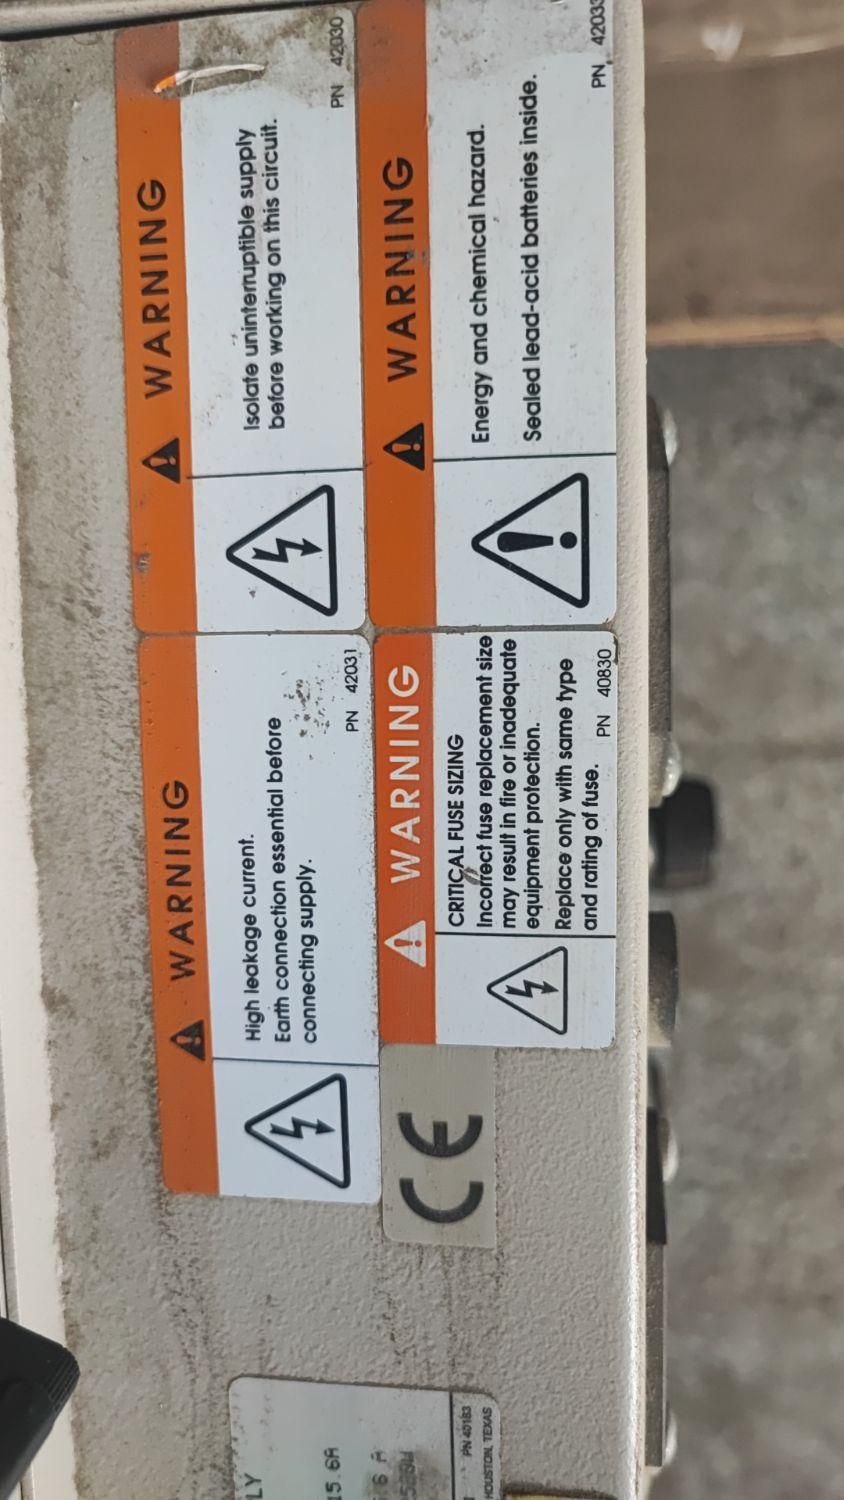 WARNING
Isolate uninterruptible supply
before working on this circuit.
PN 42030
WARNING
Energy and chemical hazard.
Sealed lead-acid batteries inside.
PN 42033
WARNING
High leakage current.
Earth connection essential before
connecting supply.
PN 42031
WARNING
CRITICAL FUSE SIZING
Incorrect fuse replacement size
may result in fire or inadequate
equipment protection.
Replace only with same type
and rating of fuse. PN 40830
CE
LY
15.6A
6 A
PN 40183
HOUSTON, TEXAS